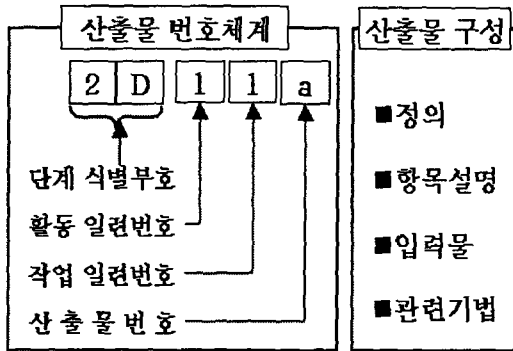 산출물 번호체계
2 D 1 1 a
단계 식별부호
활동 일련번호
작업 일련번호
산 출 물 번 호
산출물 구성
■정의
■항목설명
■입력물
■관련기법